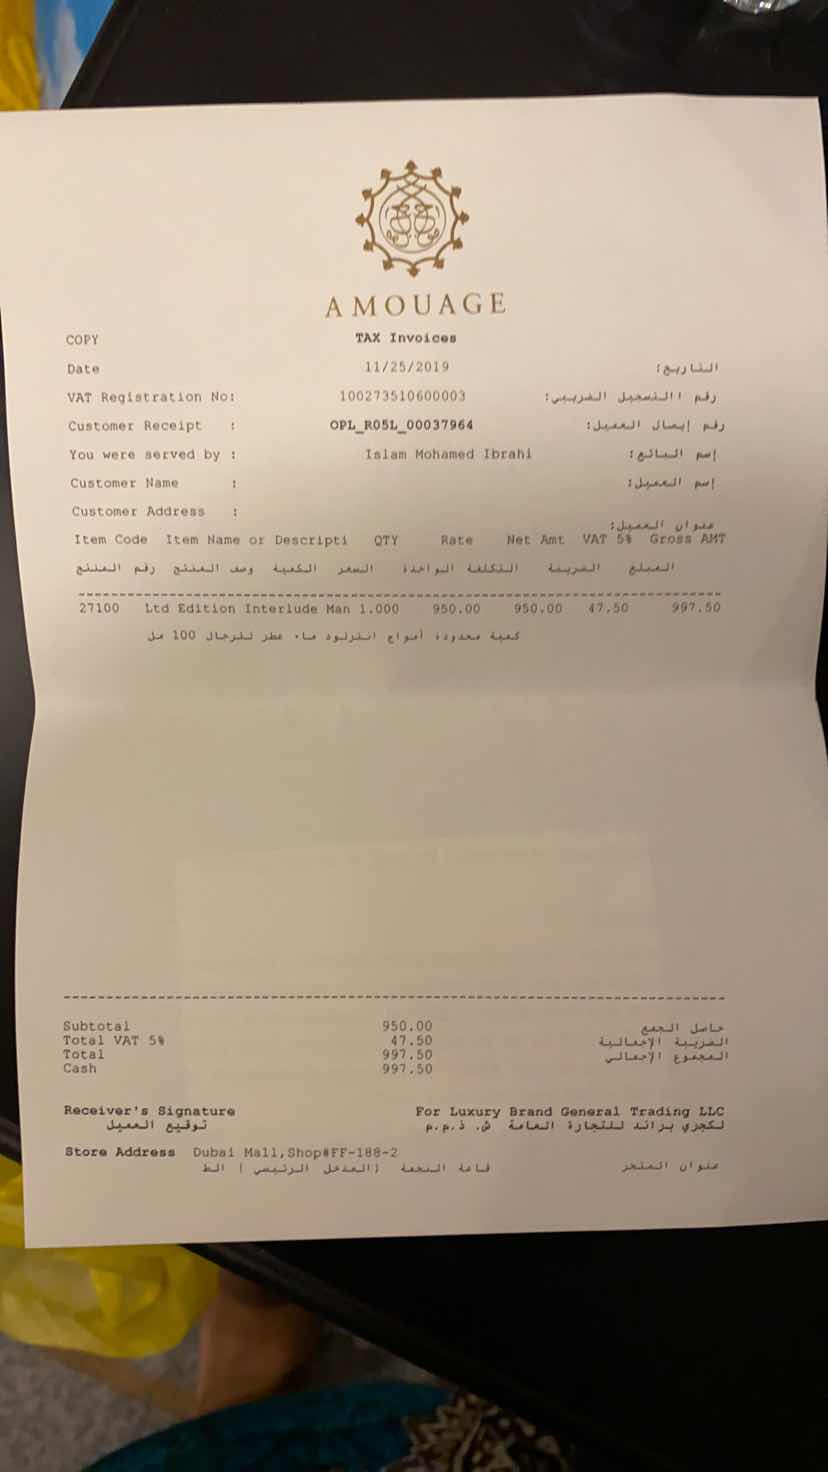 AMOUAGE
COPY TAX Invoices
Date 11/25/2019 التاريخ:
VAT Registration No: 100273510600003 رقم االتسجيل الضريبي:
Customer Receipt : OPL_R05L_00037964 رقم إيصال العميل:
You were served by : Islam Mohamed Ibrahi إسم البائع:
Customer Name : إسم العميل:
Customer Address :
عنوان العميل:
Item Code Item Name or Descripti QTY Rate Net Amt VAT 5% Gross AMT
رقم المنتج وصف المنتج الكمية السعر التكلفة الواحدة الضريبة المبلغ
27100 Ltd Edition Interlude Man 1.000 950.00 950.00 47.50 997.50
كمية محدودة أمواج انترلود ماء عطر للرجال 100 مل
Subtotal 950.00 حاصل الجمع
Total VAT 5% 47.50 الضريبة الإجمالية
Total 997.50 المجموع الإجمالي
Cash 997.50
Receiver's Signature For Luxury Brand General Trading LLC
توقيع العميل لكجري براند للتجارة العامة ش. ذ.م.م
Store Address Dubai Mall,Shop#FF-188-2
عنوان المتجر قاعة النجمة (المدخل الرئيسي ) الط